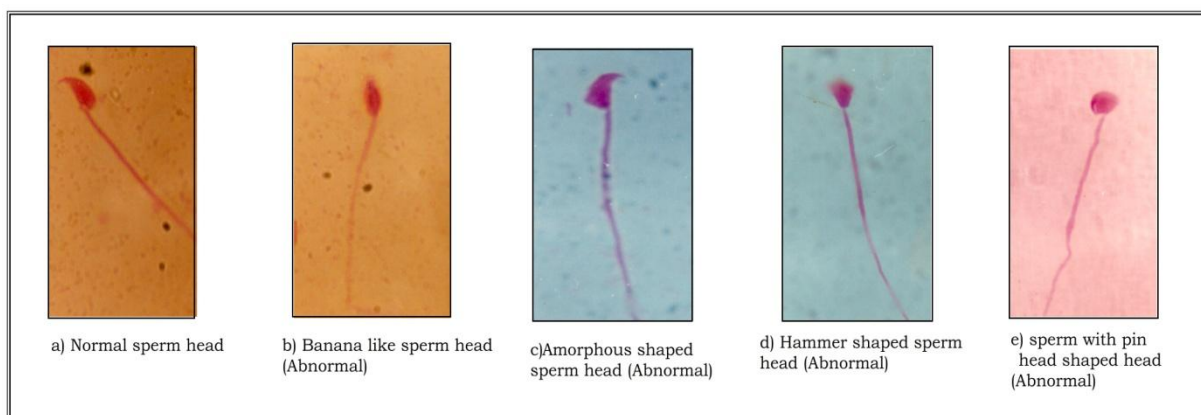 a) Normal sperm head
b) Banana like sperm head
(Abnormal)
c)Amorphous shaped
sperm head (Abnormal)
d) Hammer shaped sperm
head (Abnormal)
e) sperm with pin
head shaped head
(Abnormal)